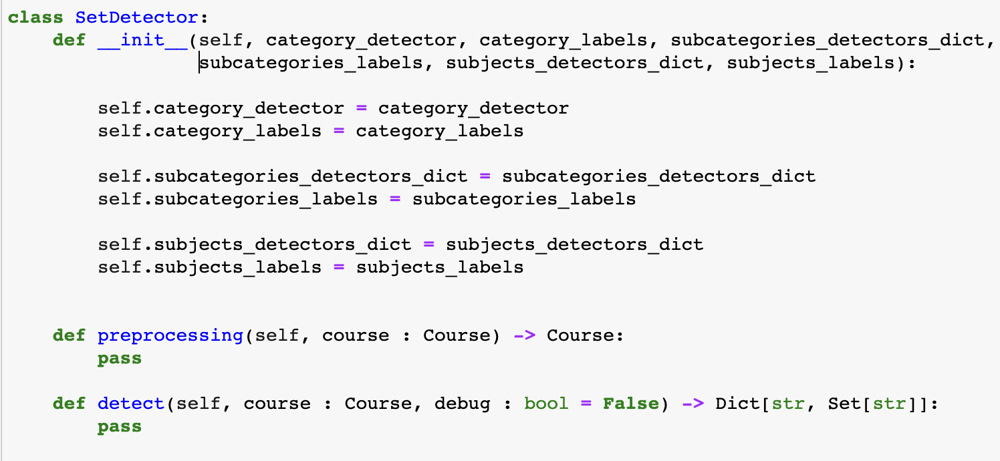 class SetDetector:
    def __init__(self, category_detector, category_labels, subcategories_detectors_dict,
                 subcategories_labels, subjects_detectors_dict, subjects_labels):
        self.category_detector = category_detector
        self.category_labels = category_labels
        self.subcategories_detectors_dict = subcategories_detectors_dict
        self.subcategories_labels = subcategories_labels
        self.subjects_detectors_dict = subjects_detectors_dict
        self.subjects_labels = subjects_labels
    def preprocessing(self, course : Course) -> Course:
        pass
    def detect(self, course : Course, debug : bool = False) -> Dict[str, Set[str]]:
        pass